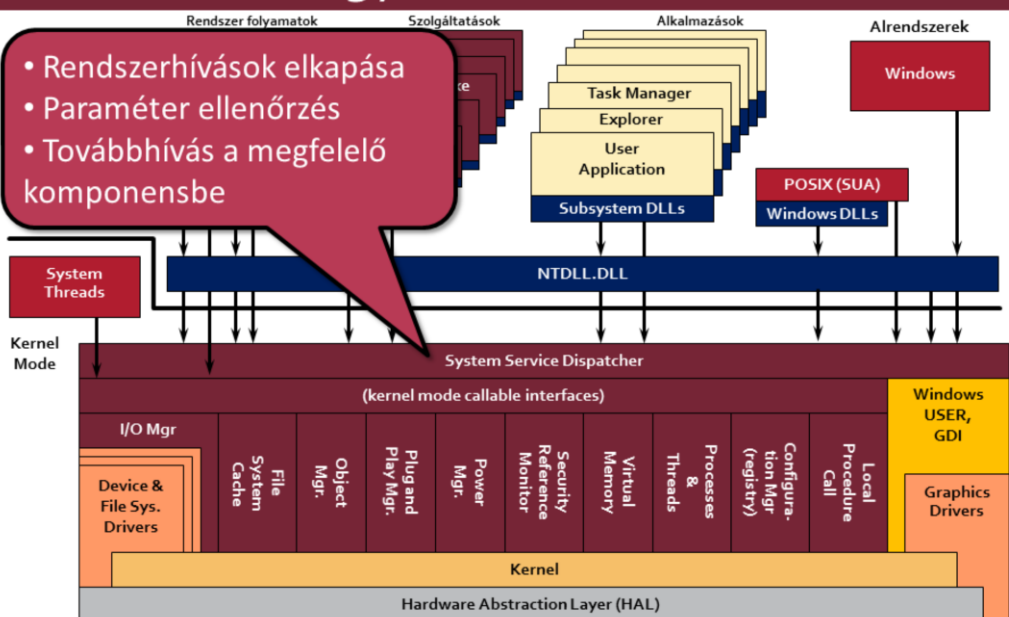 Rendszer folyamatok
Szolgáltatások
Alkalmazások
Alrendszerek
• Rendszerhívások elkapása
• Paraméter ellenőrzés
• Továbbhívás a megfelelő
komponensbe
Task Manager
Explorer
User
Application
Subsystem DLLs
Windows
POSIX (SUA)
Windows DLLs
System
Threads
NTDLL.DLL
Kernel
Mode
System Service Dispatcher
(kernel mode callable interfaces)
Windows
USER,
GDI
I/O Mgr
Device &
File Sys.
Drivers
File
System
Cache
Object
Mgr.
Plug and
Play Mgr.
Power
Mgr.
Security
Reference
Monitor
Virtual
Memory
Processes
&
Threads
Configura-
tion Mgr
(registry)
Local
Procedure
Call
Graphics
Drivers
Kernel
Hardware Abstraction Layer (HAL)